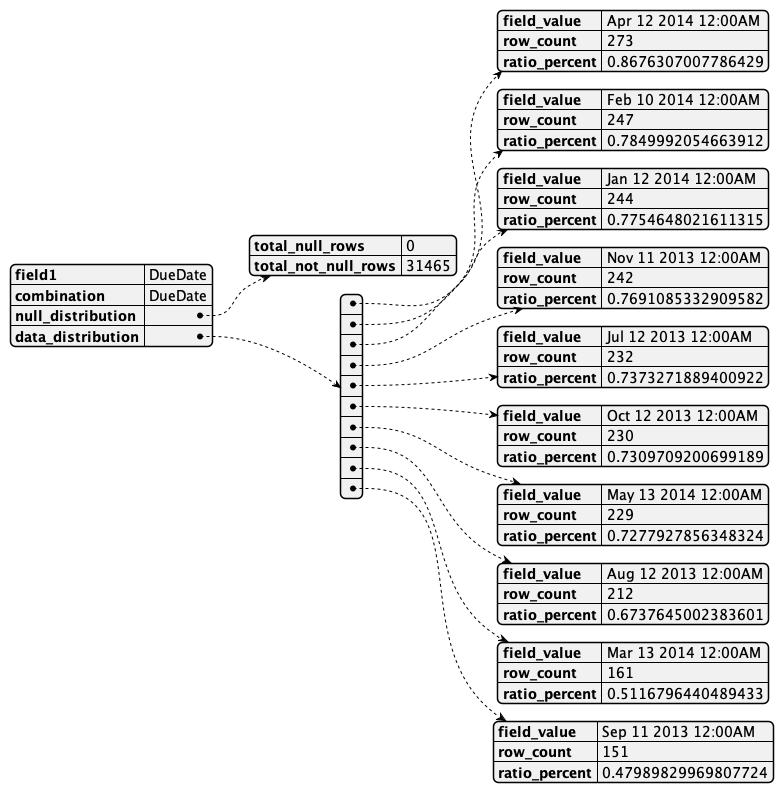 field1 DueDate
combination DueDate
null_distribution
data_distribution
total_null_rows 0
total_not_null_rows 31465
field_value Apr 12 2014 12:00AM
row_count 273
ratio_percent 0.8676307007786429
field_value Feb 10 2014 12:00AM
row_count 247
ratio_percent 0.7849992054663912
field_value Jan 12 2014 12:00AM
row_count 244
ratio_percent 0.7754648021611315
field_value Nov 11 2013 12:00AM
row_count 242
ratio_percent 0.7691085332909582
field_value Jul 12 2013 12:00AM
row_count 232
ratio_percent 0.7373271889400922
field_value Oct 12 2013 12:00AM
row_count 230
ratio_percent 0.7309709200699189
field_value May 13 2014 12:00AM
row_count 229
ratio_percent 0.7277927856348324
field_value Aug 12 2013 12:00AM
row_count 212
ratio_percent 0.6737645002383601
field_value Mar 13 2014 12:00AM
row_count 161
ratio_percent 0.5116796440489433
field_value Sep 11 2013 12:00AM
row_count 151
ratio_percent 0.47989829969807724